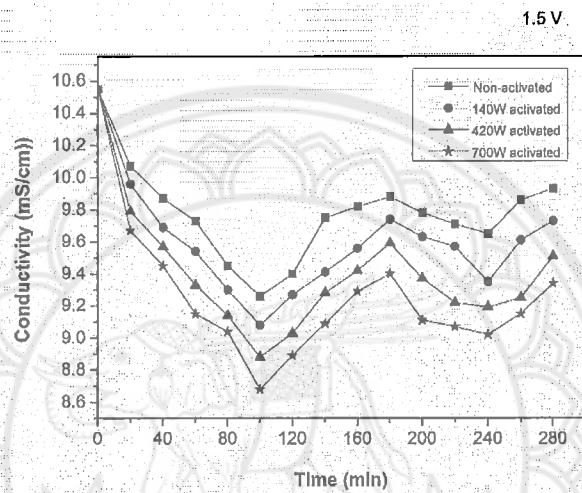 1.5 V
Non-activated
140W activated
420W activated
700W activated
Conductivity (mS/cm))
10.6
10.4
10.2
10.0
9.8
9.6
9.4
9.2
9.0
8.8
8.6
0 40 80 120 160 200 240 280
Time (min)